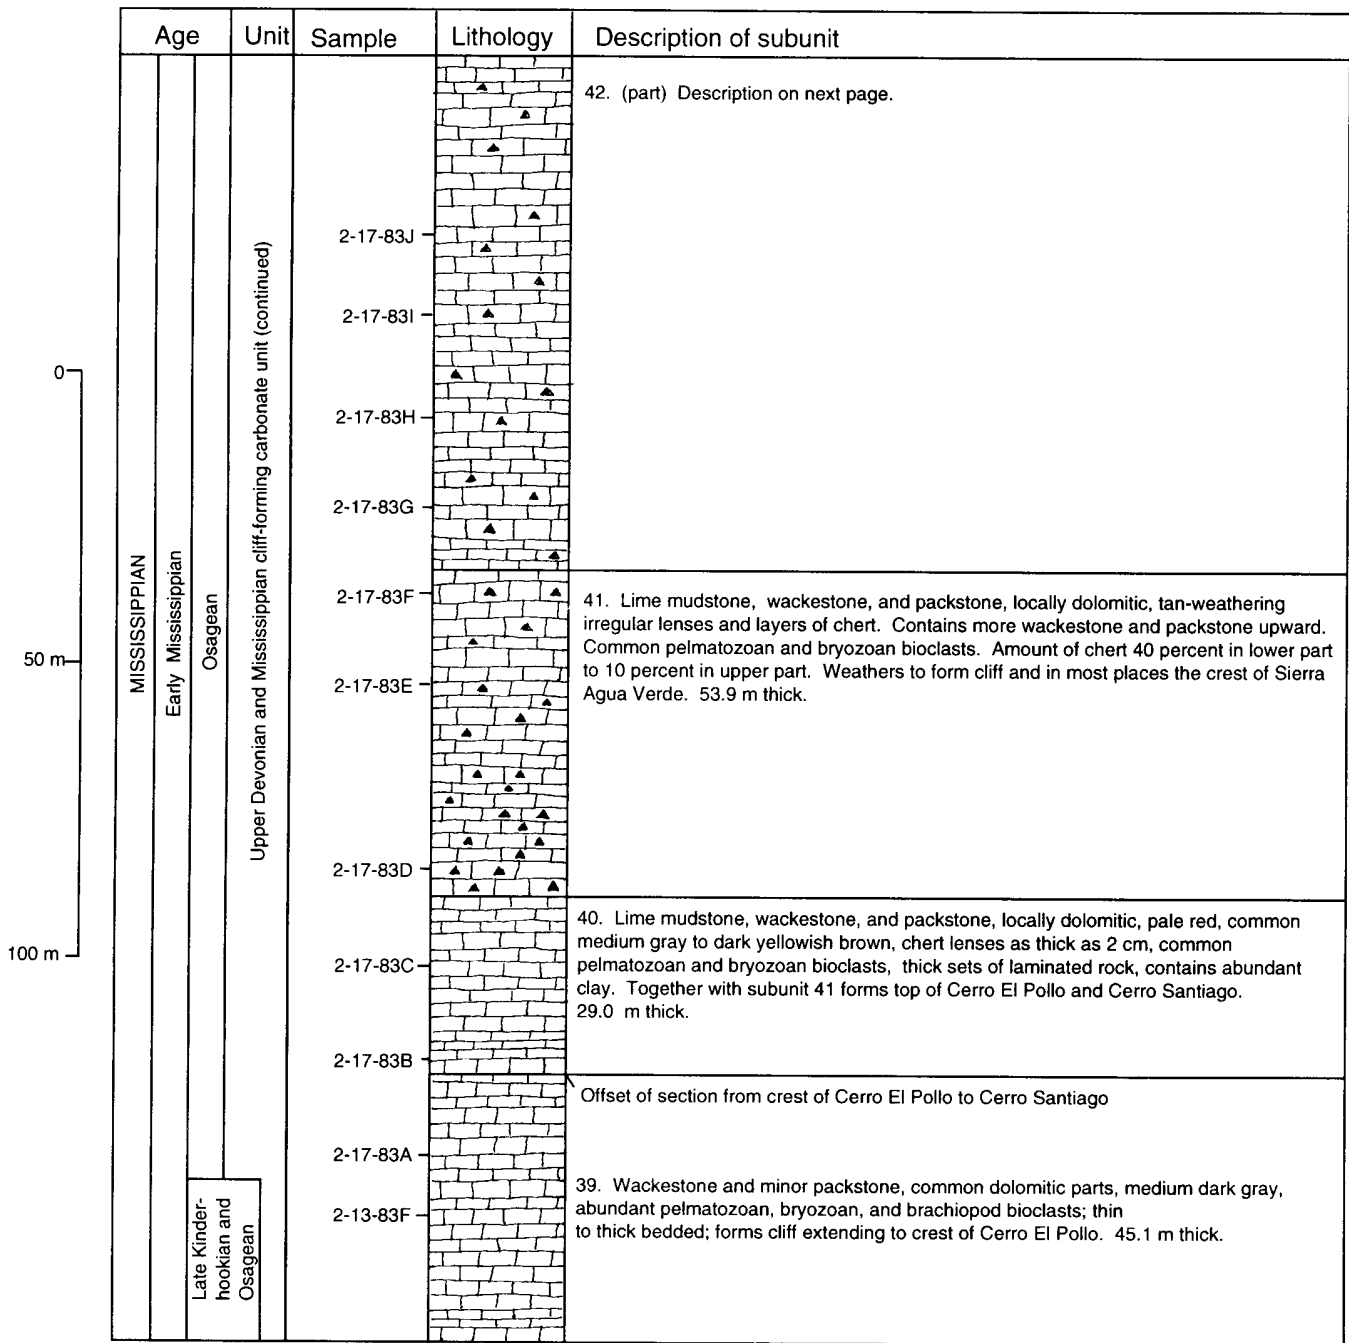 Age Unit Sample Lithology Description of subunit
42. (part) Description on next page.
2-17-83J
2-17-83I
0
2-17-83H
2-17-83G
2-17-83F
50 m
2-17-83E
2-17-83D
100 m
2-17-83C
2-17-83B
2-17-83A
2-13-83F
MISSISSIPPIAN
Early Mississippian
Osagean
Late Kinder-
hookian and
Osagean
Upper Devonian and Mississippian cliff-forming carbonate unit (continued)
41. Lime mudstone, wackestone, and packstone, locally dolomitic, tan-weathering
irregular lenses and layers of chert. Contains more wackestone and packstone upward.
Common pelmatozoan and bryozoan bioclasts. Amount of chert 40 percent in lower part
to 10 percent in upper part. Weathers to form cliff and in most places the crest of Sierra
Agua Verde. 53.9 m thick.
40. Lime mudstone, wackestone, and packstone, locally dolomitic, pale red, common
medium gray to dark yellowish brown, chert lenses as thick as 2 cm, common
pelmatozoan and bryozoan bioclasts, thick sets of laminated rock, contains abundant
clay. Together with subunit 41 forms top of Cerro El Pollo and Cerro Santiago.
29.0 m thick.
Offset of section from crest of Cerro El Pollo to Cerro Santiago
39. Wackestone and minor packstone, common dolomitic parts, medium dark gray,
abundant pelmatozoan, bryozoan, and brachiopod bioclasts; thin
to thick bedded; forms cliff extending to crest of Cerro El Pollo. 45.1 m thick.